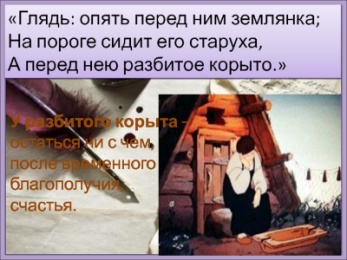 «Глядь: опять перед ним землянка;
На пороге сидит его старуха,
А перед нею разбитое корыто.»
У разбитого корыта –
остаться ни с чем,
после временного
благополучия,
счастья.